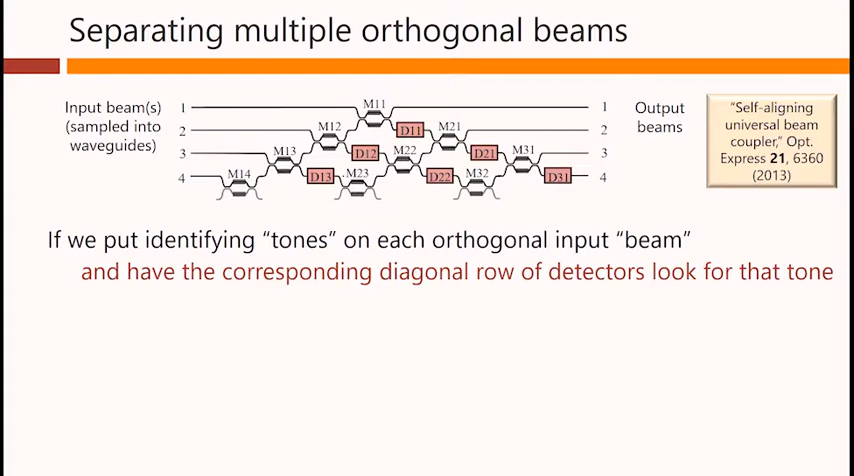 Separating multiple orthogonal beams
Input beam(s)
(sampled into
waveguides)
1
2
3
4
M11
M12
D11
M21
M13
D12
M22
D21
M31
M14
D13
M23
D22
M32
D31
1
2
3
4
Output
beams
"Self-aligning
universal beam
coupler," Opt.
Express 21, 6360
(2013)
If we put identifying "tones" on each orthogonal input "beam"
and have the corresponding diagonal row of detectors look for that tone